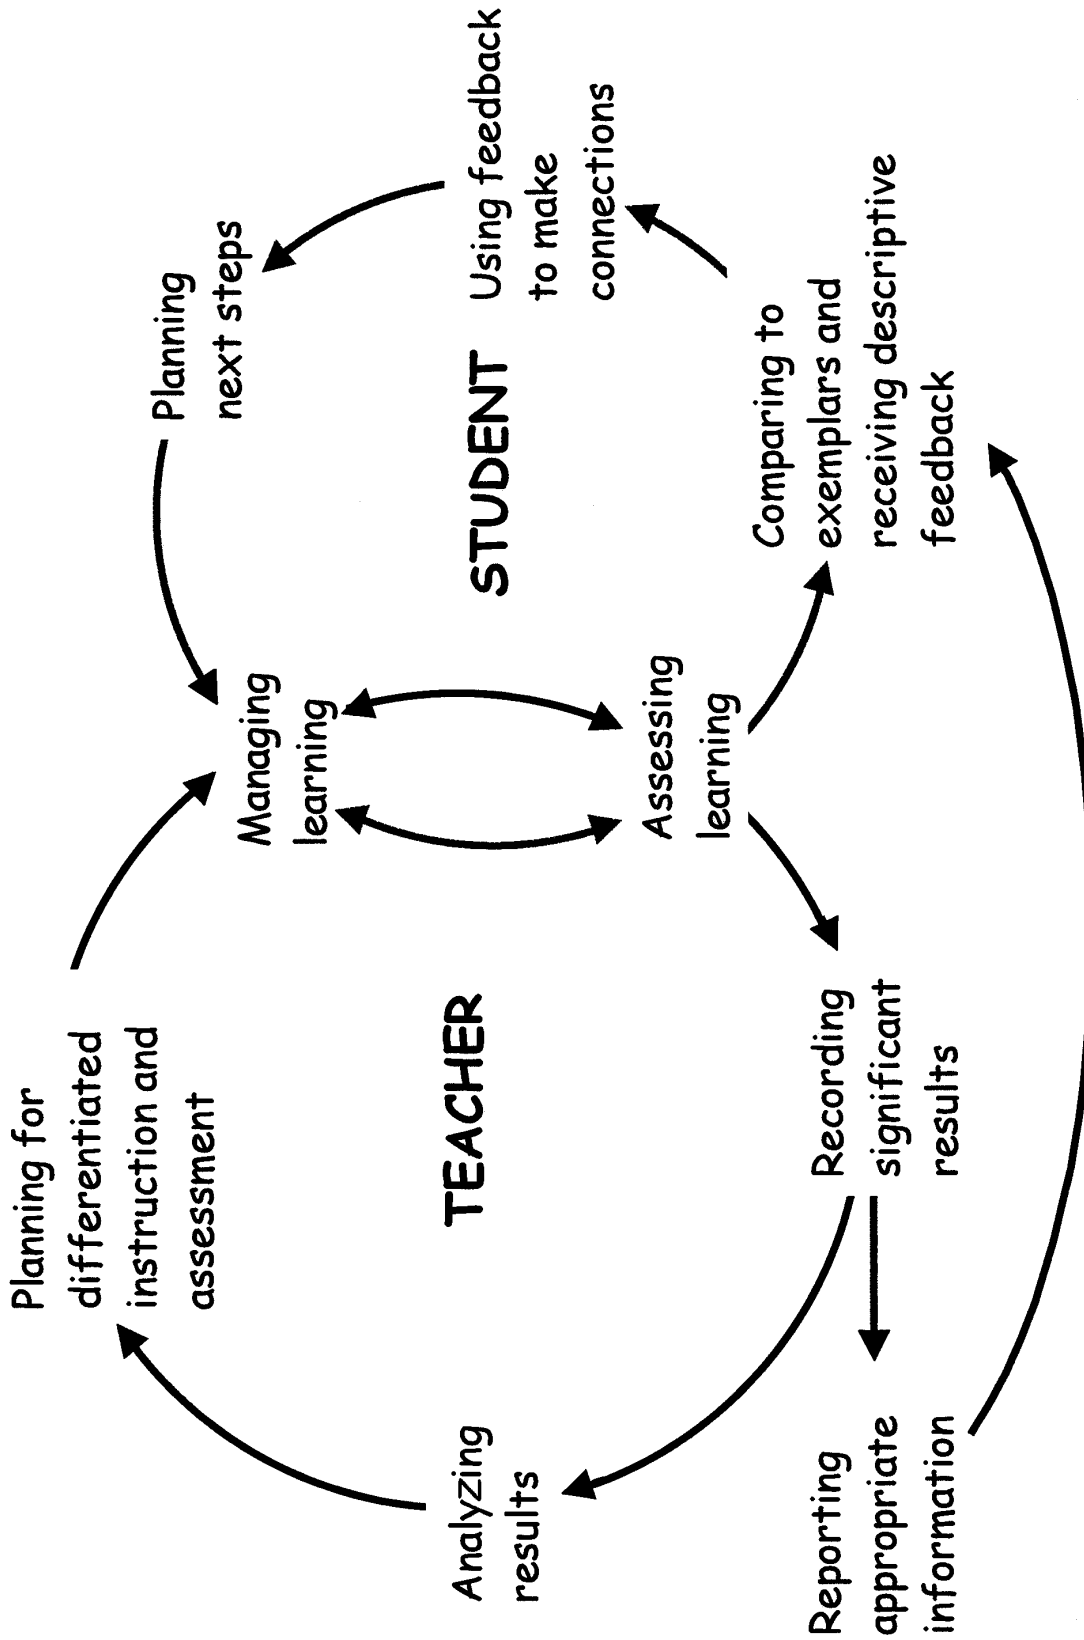 Planning for
differentiated
instruction and
assessment
Planning
next steps
Managing
learning
TEACHER
STUDENT
Using feedback
to make
connections
Analyzing
results
Assessing
learning
Comparing to
exemplars and
receiving descriptive
feedback
Recording
significant
results
Reporting
appropriate
information